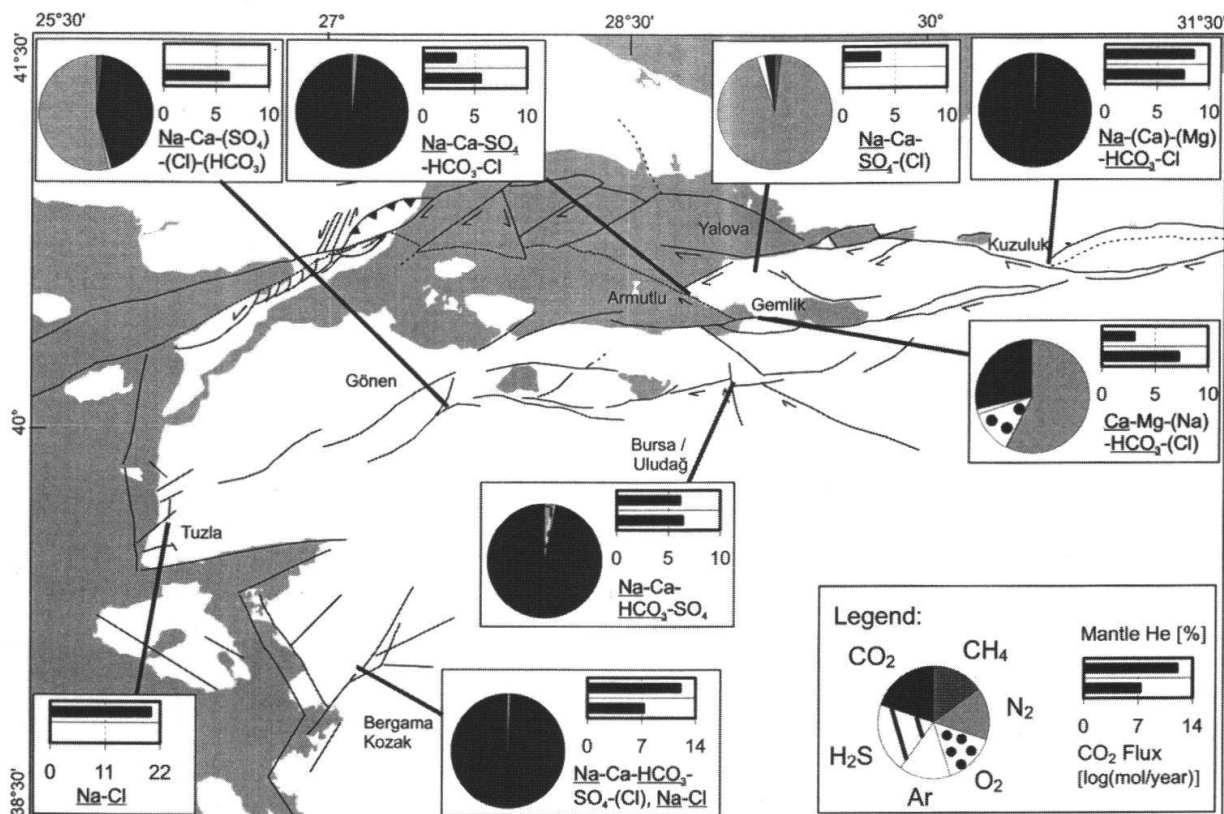 25°30' 27° 28°30' 30° 31°30'
41°30'
0 5 10
Na-Ca-(SO₄)
-(Cl)-(HCO₃)
0 5 10
Na-Ca-SO₄
-HCO₃-Cl
0 5 10
Na-Ca-
SO₄-(Cl)
0 5 10
Na-(Ca)-(Mg)
-HCO₃-Cl
Yalova
Kuzuluk
Armutlu
Gemlik
0 5 10
Ca-Mg-(Na)
-HCO₃-(Cl)
Gönen
40°
Bursa /
Uludağ
0 5 10
Na-Ca-
HCO₃-SO₄
Tuzla
Bergama
Kozak
0 11 22
Na-Cl
0 7 14
Na-Ca-HCO₃-
SO₄-(Cl), Na-Cl
38°30'
Legend:
CO₂
CH₄
N₂
O₂
Ar
H₂S
Mantle He [%]
0 7 14
CO₂ Flux
[log(mol/year)]